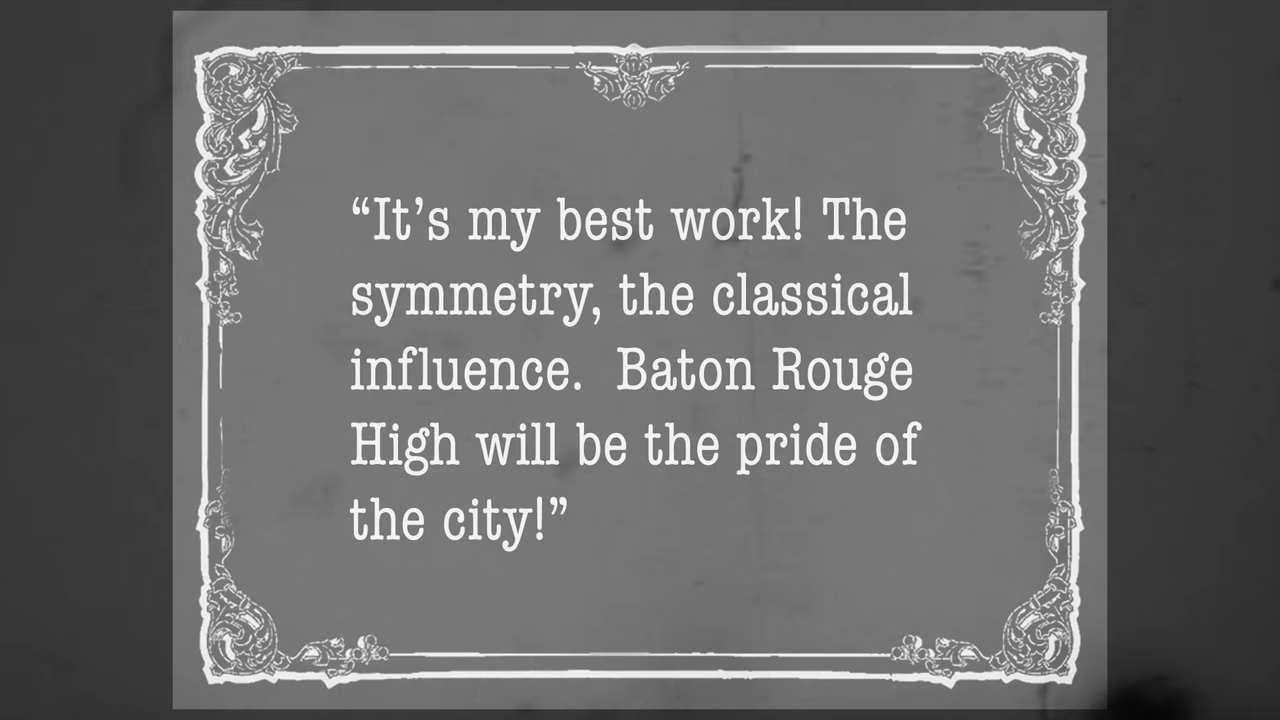 “It’s my best work! The
symmetry, the classical
influence.  Baton Rouge
High will be the pride of
the city!”